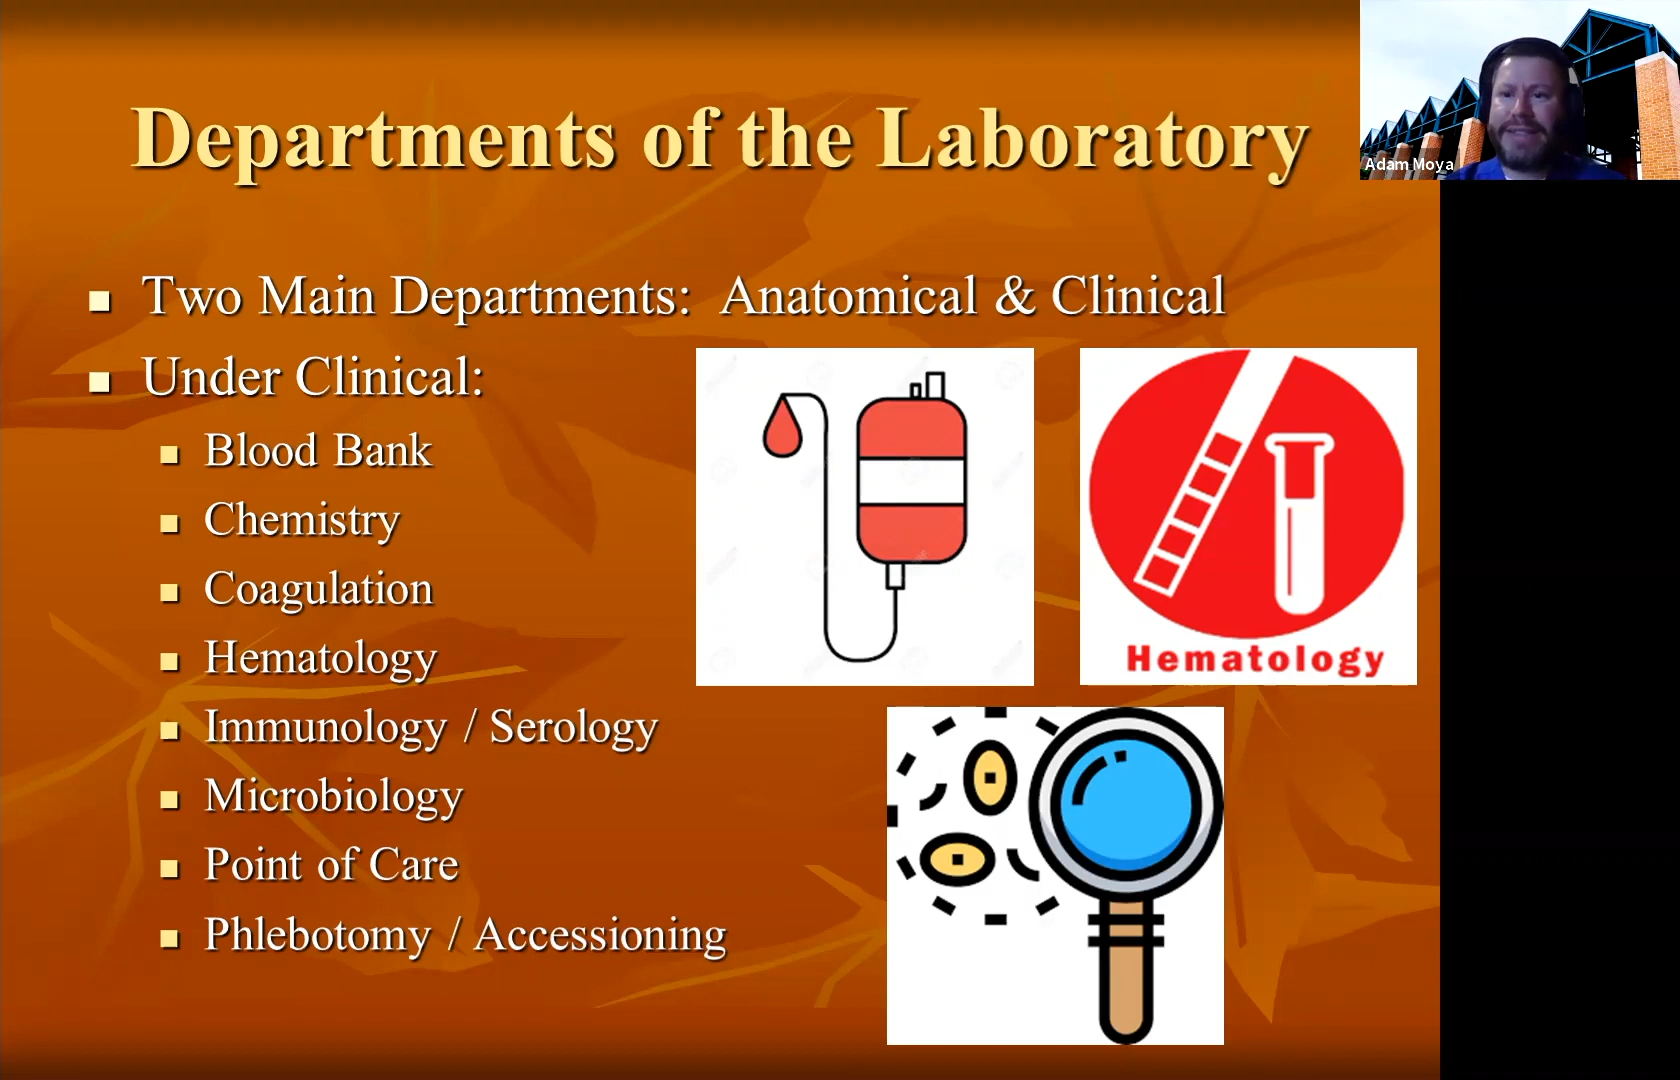 Departments of the Laboratory
Adam Moya
Two Main Departments: Anatomical & Clinical
Under Clinical:
Blood Bank
Chemistry
Coagulation
Hematology
Immunology / Serology
Microbiology
Point of Care
Phlebotomy / Accessioning
Hematology